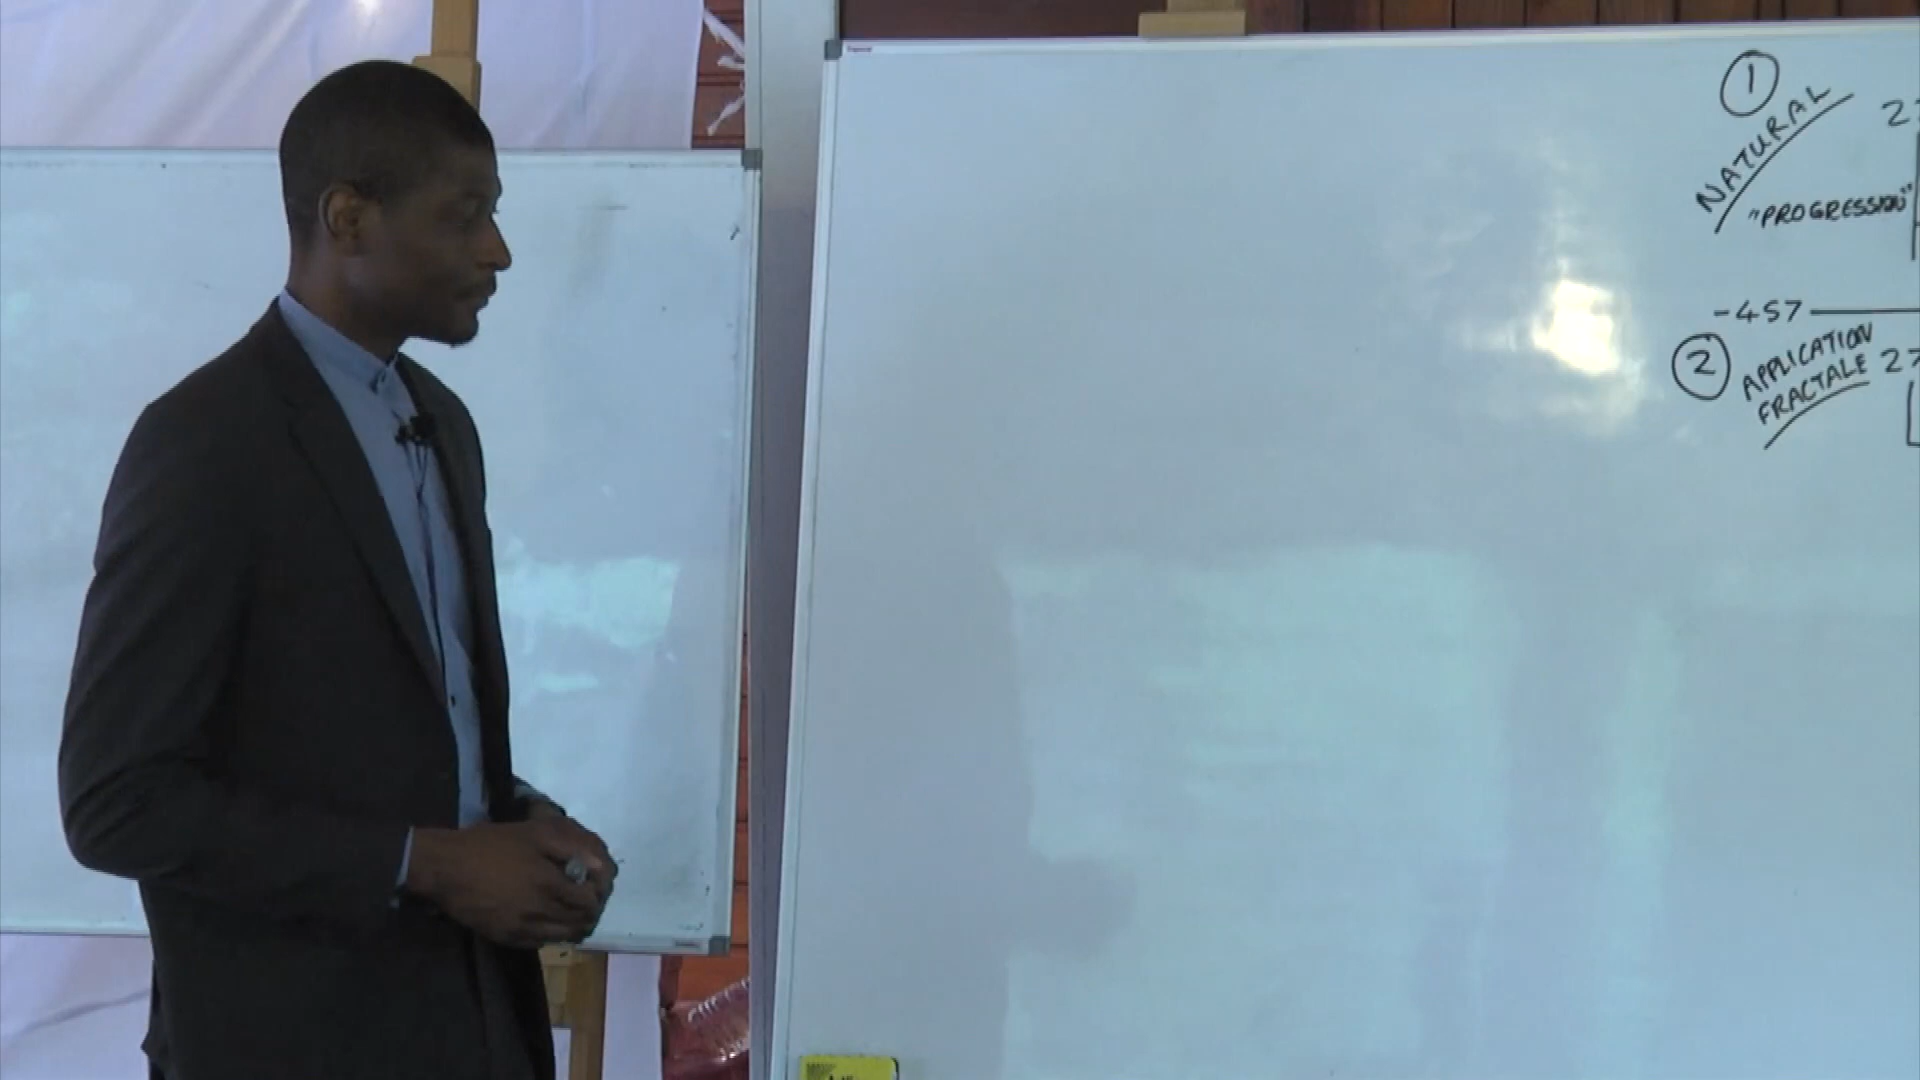 1
NATURAL
"PROGRESSION"
-457
2
APPLICATION
FRACTALE